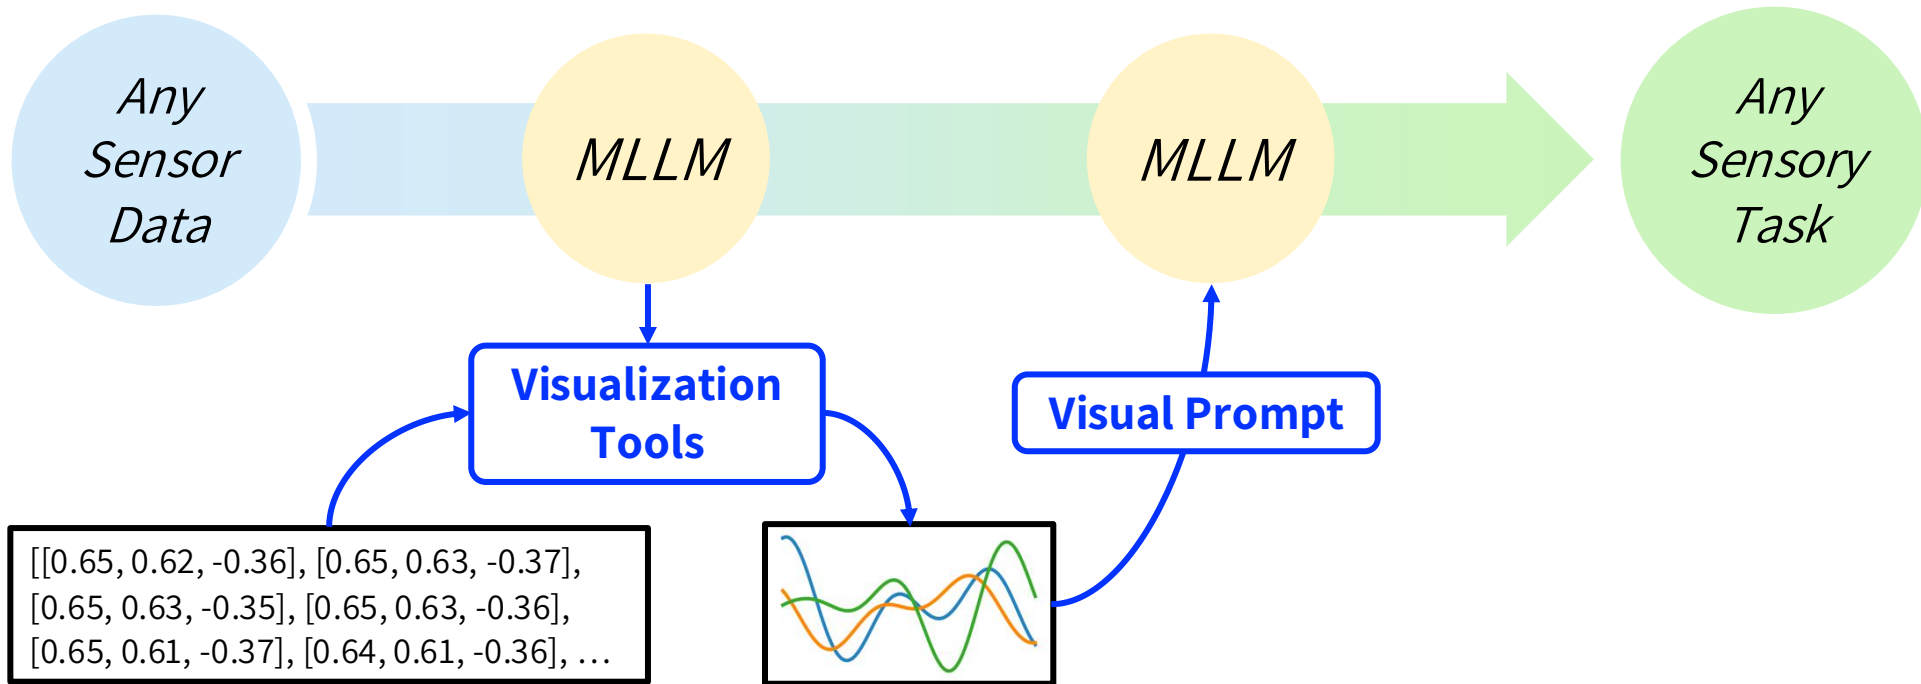 Any
Sensor
Data
MLLM
MLLM
Any
Sensory
Task
Visualization
Tools
Visual Prompt
[[0.65, 0.62, -0.36], [0.65, 0.63, -0.37],
[0.65, 0.63, -0.35], [0.65, 0.63, -0.36],
[0.65, 0.61, -0.37], [0.64, 0.61, -0.36], ...